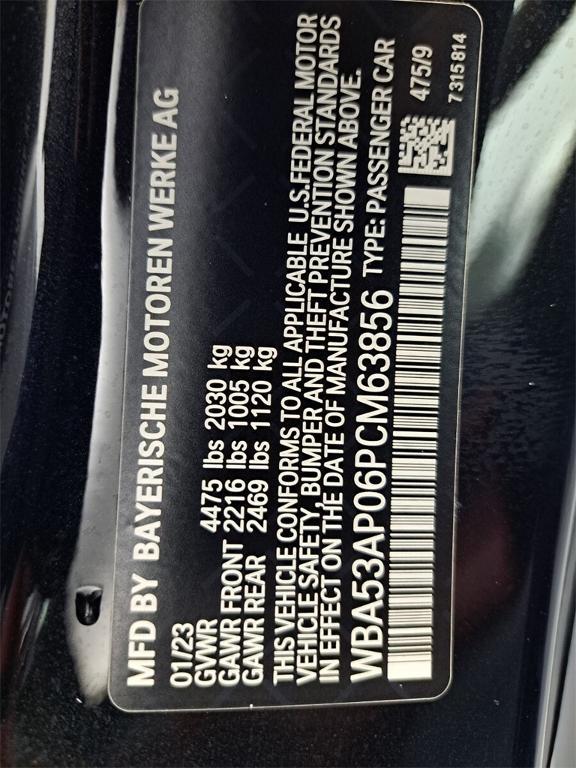 MFD BY BAYERISCHE MOTOREN WERKE AG
01/23
GVWR 4475 lbs 2030 kg
GAWR FRONT 2216 lbs 1005 kg
GAWR REAR 2469 lbs 1120 kg
THIS VEHICLE CONFORMS TO ALL APPLICABLE U.S.FEDERAL MOTOR
VEHICLE SAFETY, BUMPER AND THEFT PREVENTION STANDARDS
IN EFFECT ON THE DATE OF MANUFACTURE SHOWN ABOVE.
WBA53AP06PCM63856 TYPE: PASSENGER CAR
475/9
7315814